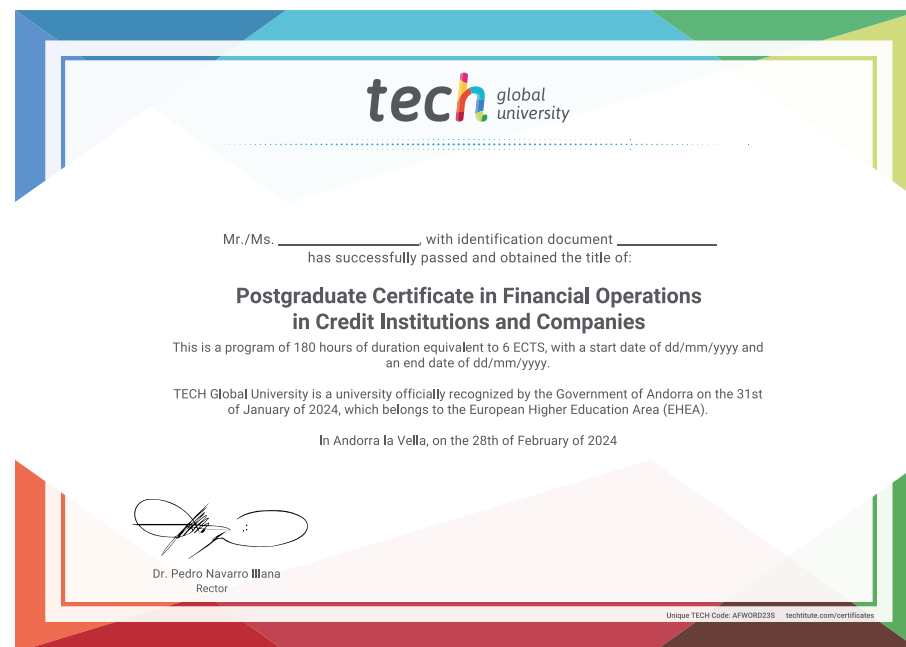 tech global university
Mr./Ms. ________________, with identification document ____________
has successfully passed and obtained the title of:
Postgraduate Certificate in Financial Operations
in Credit Institutions and Companies
This is a program of 180 hours of duration equivalent to 6 ECTS, with a start date of dd/mm/yyyy and
an end date of dd/mm/yyyy.
TECH Global University is a university officially recognized by the Government of Andorra on the 31st
of January of 2024, which belongs to the European Higher Education Area (EHEA).
In Andorra la Vella, on the 28th of February of 2024
Dr. Pedro Navarro Illana
Rector
Unique TECH Code: AFWORD23S techtitute.com/certificates